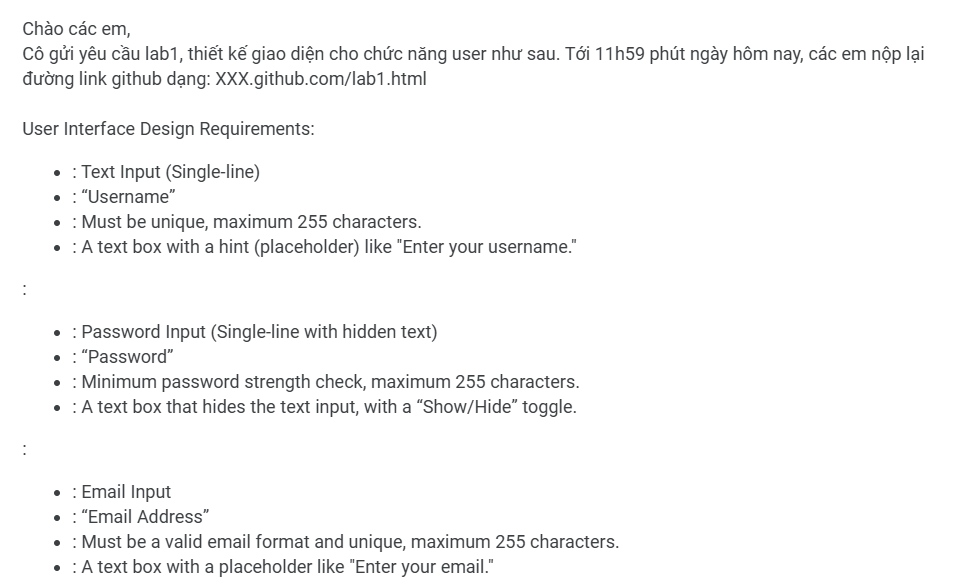 Chào các em,
Cô gửi yêu cầu lab1, thiết kế giao diện cho chức năng user như sau. Tới 11h59 phút ngày hôm nay, các em nộp lại
đường link github dạng: XXX.github.com/lab1.html
User Interface Design Requirements:
• : Text Input (Single-line)
• : “Username”
• : Must be unique, maximum 255 characters.
• : A text box with a hint (placeholder) like "Enter your username."
:
• : Password Input (Single-line with hidden text)
• : “Password”
• : Minimum password strength check, maximum 255 characters.
• : A text box that hides the text input, with a “Show/Hide” toggle.
:
• : Email Input
• : “Email Address”
• : Must be a valid email format and unique, maximum 255 characters.
• : A text box with a placeholder like "Enter your email."